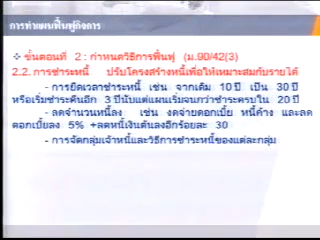 การทำแผนฟื้นฟูกิจการ
❖ ขั้นตอนที่ 2 : กำหนดวิธีการฟื้นฟู (ม.90/42(3)
2.2. การชำระหนี้ ปรับโครงสร้างหนี้เพื่อให้เหมาะสมกับรายได้
- การยืดเวลาชำระหนี้ เช่น จากเดิม 10 ปี เป็น 30 ปี
หรือเริ่มชำระคืนอีก 3 ปีนับแต่แผนเริ่มจนกว่าชำระครบใน 20 ปี
- ลดจำนวนหนี้ลง เช่น งดจ่ายดอกเบี้ย หนี้ค้าง และลด
ดอกเบี้ยลง 5% +ลดหนี้เงินต้นลงอีกร้อยละ 30
- การจัดกลุ่มเจ้าหนี้และวิธีการชำระหนี้ของแต่ละกลุ่ม